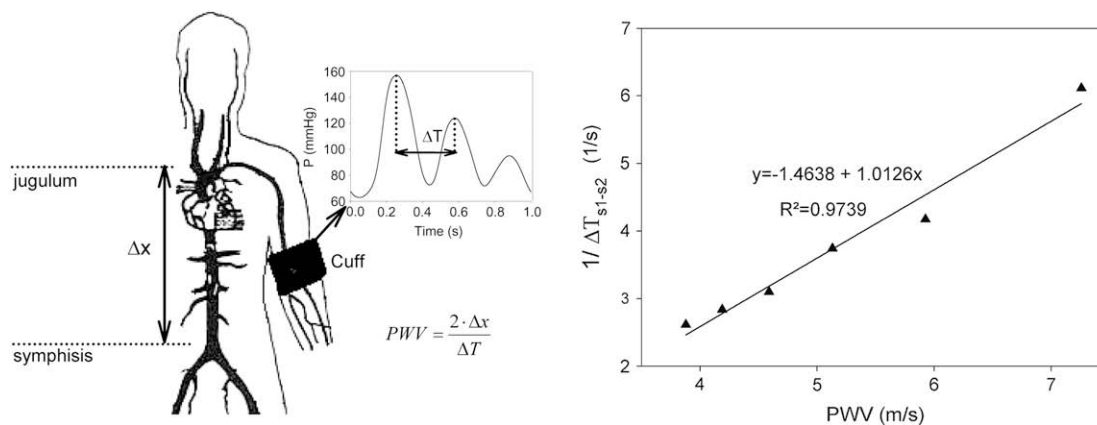 jugulum
Δx
symphisis
P (mmHg)
160
140
120
100
80
60
ΔT
0.0 0.2 0.4 0.6 0.8 1.0
Time (s)
Cuff
PWV = 2 · Δx / ΔT
1/ ΔT s1-s2 (1/s)
7
6
5
4
3
2
y=-1.4638 + 1.0126x
R²=0.9739
4 5 6 7
PWV (m/s)